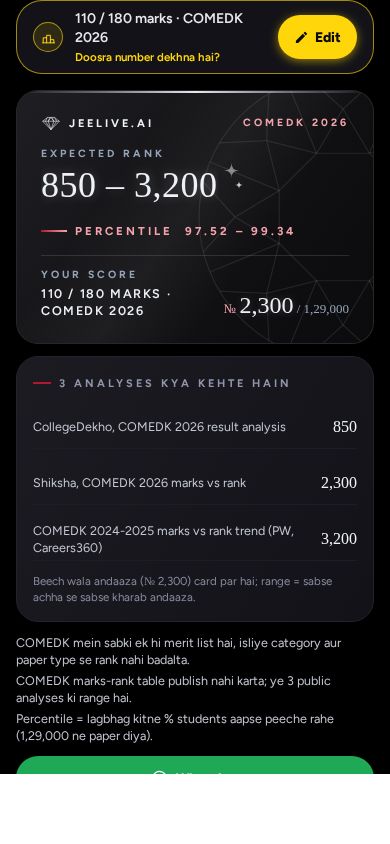 110 / 180 marks · COMEDK
2026
Doosra number dekhna hai?
Edit
JEELIVE.AI
COMEDK 2026
EXPECTED RANK
850 – 3,200
PERCENTILE 97.52 – 99.34
YOUR SCORE
110 / 180 MARKS ·
COMEDK 2026
№ 2,300 / 1,29,000
3 ANALYSES KYA KEHTE HAIN
CollegeDekho, COMEDK 2026 result analysis 850
Shiksha, COMEDK 2026 marks vs rank 2,300
COMEDK 2024-2025 marks vs rank trend (PW,
Careers360) 3,200
Beech wala andaaza (№ 2,300) card par hai; range = sabse
achha se sabse kharab andaaza.
COMEDK mein sabki ek hi merit list hai, isliye category aur
paper type se rank nahi badalta.
COMEDK marks-rank table publish nahi karta; ye 3 public
analyses ki range hai.
Percentile = lagbhag kitne % students aapse peeche rahe
(1,29,000 ne paper diya).